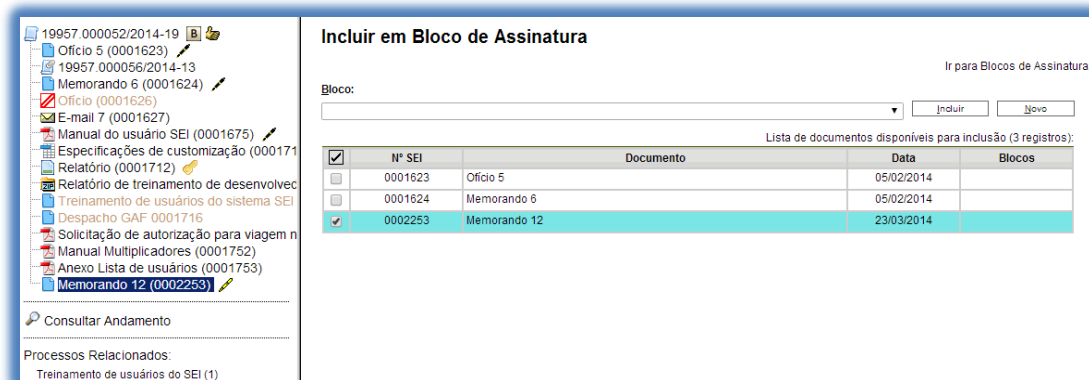 19957.000052/2014-19 B
Ofício 5 (0001623)
19957.000056/2014-13
Memorando 6 (0001624)
Ofício (0001626)
E-mail 7 (0001627)
Manual do usuário SEI (0001675)
Especificações de customização (000171
Relatório (0001712)
ZIP Relatório de treinamento de desenvolvec
Treinamento de usuários do sistema SEI
Despacho GAF 0001716
Solicitação de autorização para viagem n
Manual Multiplicadores (0001752)
Anexo Lista de usuários (0001753)
Memorando 12 (0002253)
Consultar Andamento
Processos Relacionados:
Treinamento de usuários do SEI (1)
Incluir em Bloco de Assinatura
Ir para Blocos de Assinatura
Bloco:
Incluir Novo
Lista de documentos disponíveis para inclusão (3 registros):
Nº SEI Documento Data Blocos
0001623 Ofício 5 05/02/2014
0001624 Memorando 6 05/02/2014
0002253 Memorando 12 23/03/2014